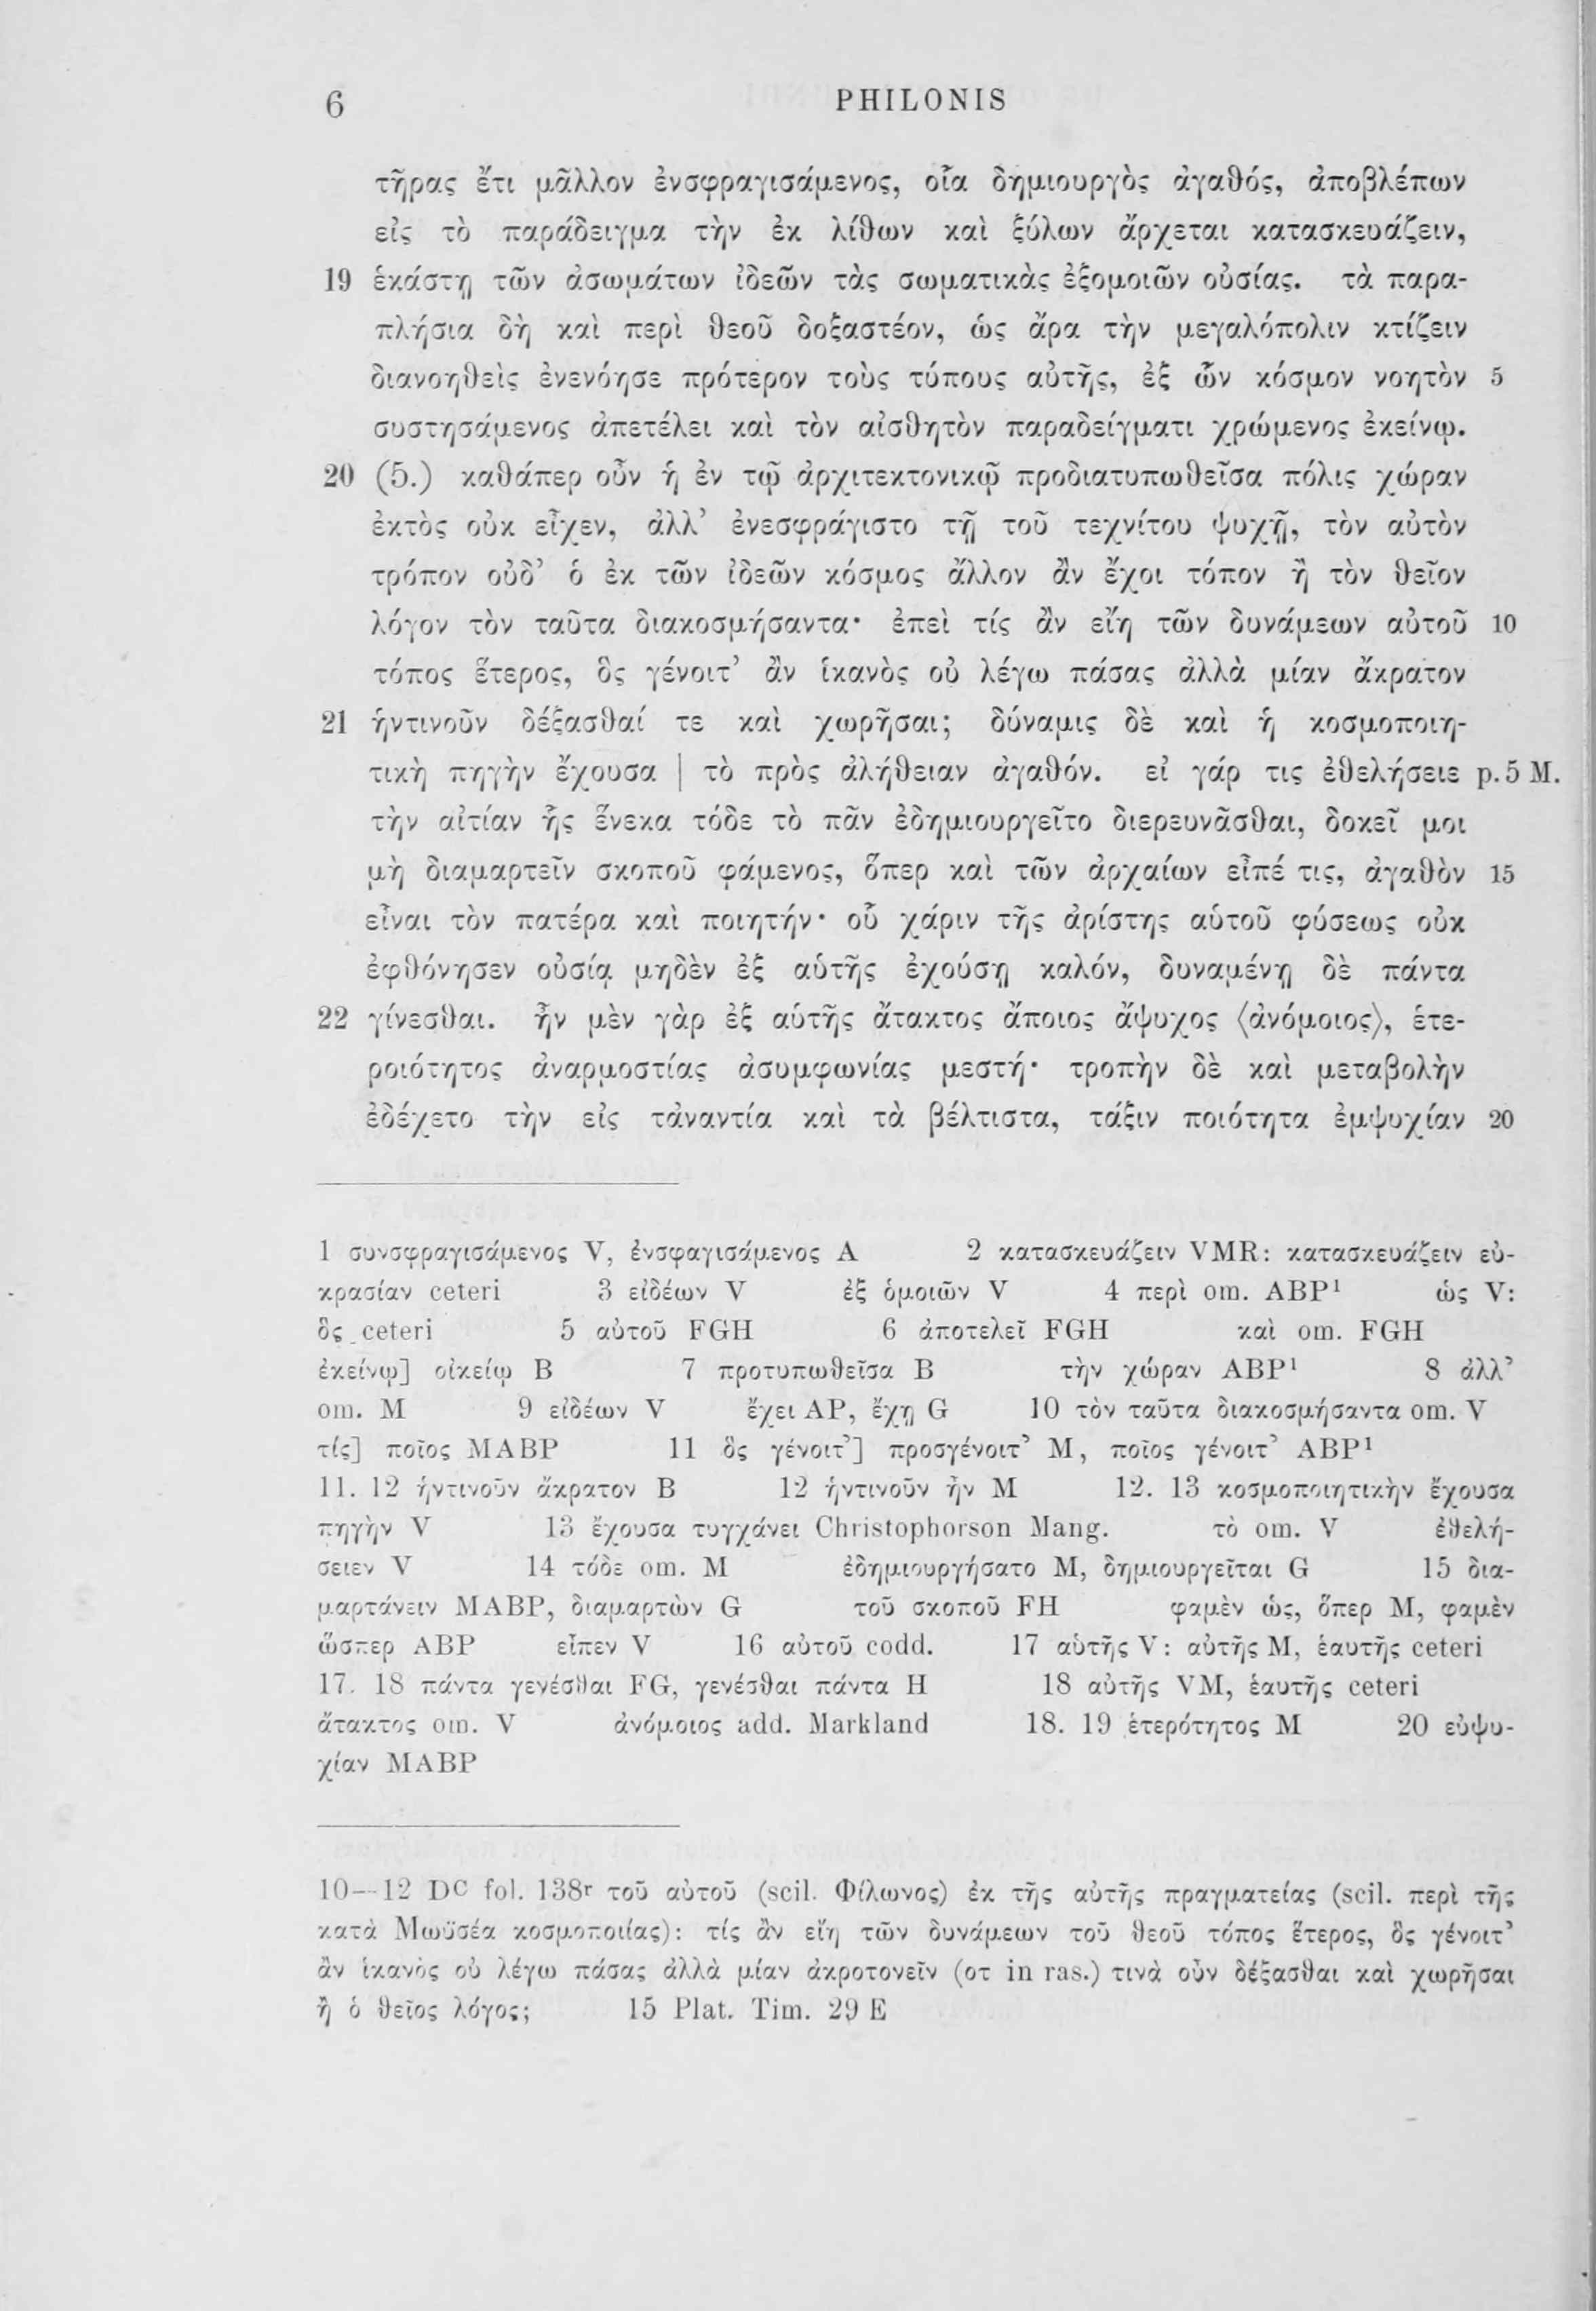 6 PHILONIS
τῆρας ἔτι μᾶλλον ἐνσφραγισάμενος, οἷα δημιουργὸς ἀγαθός, ἀποβλέπων
εἰς τὸ παράδειγμα τὴν ἐκ λίθων καὶ ξύλων ἄρχεται κατασκευάζειν,
19 ἑκάστῃ τῶν ἀσωμάτων ἰδεῶν τὰς σωματικὰς ἐξομοιῶν οὐσίας. τὰ παρα-
πλήσια δὴ καὶ περὶ θεοῦ δοξαστέον, ὡς ἄρα τὴν μεγαλόπολιν κτίζειν
διανοηθεὶς ἐνενόησε πρότερον τοὺς τύπους αὐτῆς, ἐξ ὧν κόσμον νοητὸν 5
συστησάμενος ἀπετέλει καὶ τὸν αἰσθητὸν παραδείγματι χρώμενος ἐκείνῳ.
20 (5.) καθάπερ οὖν ἡ ἐν τῷ ἀρχιτεκτονικῷ προδιατυπωθεῖσα πόλις χώραν
ἐκτὸς οὐκ εἶχεν, ἀλλ’ ἐνεσφράγιστο τῇ τοῦ τεχνίτου ψυχῇ, τὸν αὐτὸν
τρόπον οὐδ’ ὁ ἐκ τῶν ἰδεῶν κόσμος ἄλλον ἂν ἔχοι τόπον ἢ τὸν θεῖον
λόγον τὸν ταῦτα διακοσμήσαντα· ἐπεὶ τίς ἂν εἴη τῶν δυνάμεων αὐτοῦ 10
τόπος ἕτερος, ὃς γένοιτ’ ἂν ἱκανὸς οὐ λέγω πάσας ἀλλὰ μίαν ἄκρατον
21 ἡντινοῦν δέξασθαί τε καὶ χωρῆσαι; δύναμις δὲ καὶ ἡ κοσμοποιη-
τικὴ πηγὴν ἔχουσα | τὸ πρὸς ἀλήθειαν ἀγαθόν. εἰ γάρ τις ἐθελήσειε p. 5 M.
τὴν αἰτίαν ἧς ἕνεκα τόδε τὸ πᾶν ἐδημιουργεῖτο διερευνᾶσθαι, δοκεῖ μοι
μὴ διαμαρτεῖν σκοποῦ φάμενος, ὅπερ καὶ τῶν ἀρχαίων εἶπέ τις, ἀγαθὸν 15
εἶναι τὸν πατέρα καὶ ποιητήν· οὗ χάριν τῆς ἀρίστης αὑτοῦ φύσεως οὐκ
ἐφθόνησεν οὐσίᾳ μηδὲν ἐξ αὑτῆς ἐχούσῃ καλόν, δυναμένῃ δὲ πάντα
22 γίνεσθαι. ἦν μὲν γὰρ ἐξ αὑτῆς ἄτακτος ἄποιος ἄψυχος ⟨ἀνόμοιος⟩, ἑτε-
ροιότητος ἀναρμοστίας ἀσυμφωνίας μεστή· τροπὴν δὲ καὶ μεταβολὴν
ἐδέχετο τὴν εἰς τἀναντία καὶ τὰ βέλτιστα, τάξιν ποιότητα ἐμψυχίαν 20
1 συνσφραγισάμενος V, ἐνσφαγισάμενος A 2 κατασκευάζειν VMR: κατασκευάζειν εὐ-
κρασίαν ceteri 3 εἰδέων V ἐξ ὁμοιῶν V 4 περὶ om. ABP¹ ὡς V:
ὃς ceteri 5 αὐτοῦ FGH 6 ἀποτελεῖ FGH καὶ om. FGH
ἐκείνῳ] οἰκείῳ B 7 προτυπωθεῖσα B τὴν χώραν ABP¹ 8 ἀλλ’
om. M 9 εἰδέων V ἔχει AP, ἔχῃ G 10 τὸν ταῦτα διακοσμήσαντα om. V
τίς] ποῖος MABP 11 ὃς γένοιτ’] προσγένοιτ’ M, ποῖος γένοιτ’ ABP¹
11. 12 ἡντινοῦν ἄκρατον B 12 ἡντινοῦν ἦν M 12. 13 κοσμοποιητικὴν ἔχουσα
πηγὴν V 13 ἔχουσα τυγχάνει Christophorson Mang. τὸ om. V ἐθελή-
σειεν V 14 τόδε om. M ἐδημιουργήσατο M, δημιουργεῖται G 15 δια-
μαρτάνειν MABP, διαμαρτὼν G τοῦ σκοποῦ FH φαμὲν ὡς, ὅπερ M, φαμὲν
ὥσπερ ABP εἶπεν V 16 αὐτοῦ codd. 17 αὑτῆς V: αὐτῆς M, ἑαυτῆς ceteri
17. 18 πάντα γενέσθαι FG, γενέσθαι πάντα H 18 αὐτῆς VM, ἑαυτῆς ceteri
ἄτακτος om. V ἀνόμοιος add. Markland 18. 19 ἑτερότητος M 20 εὐψυ-
χίαν MABP
10—12 Dᶜ fol. 138ʳ τοῦ αὐτοῦ (scil. Φίλωνος) ἐκ τῆς αὐτῆς πραγματείας (scil. περὶ τῆς
κατὰ Μωϋσέα κοσμοποιίας): τίς ἂν εἴη τῶν δυνάμεων τοῦ θεοῦ τόπος ἕτερος, ὃς γένοιτ’
ἂν ἱκανὸς οὐ λέγω πάσας ἀλλὰ μίαν ἀκροτονεῖν (οτ in ras.) τινὰ οὖν δέξασθαι καὶ χωρῆσαι
ἢ ὁ θεῖος λόγος; 15 Plat. Tim. 29 E